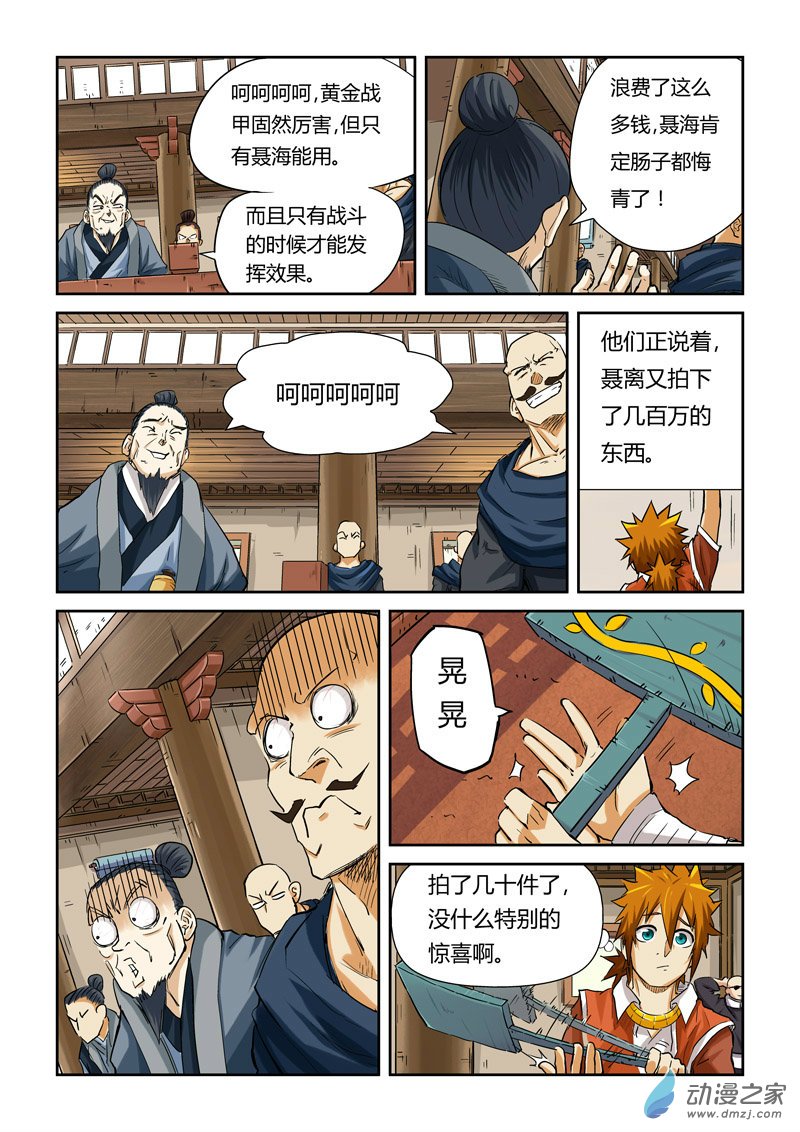 呵呵呵呵，黄金战
甲固然厉害，但只
有聂海能用。
而且只有战斗
的时候才能发
挥效果。
浪费了这么
多钱，聂海肯
定肠子都悔
青了！
呵呵呵呵呵
他们正说着，
聂离又拍下
了几百万的
东西。
晃
晃
拍了几十件了，
没什么特别的
惊喜啊。
动漫之家
www.dmzj.com